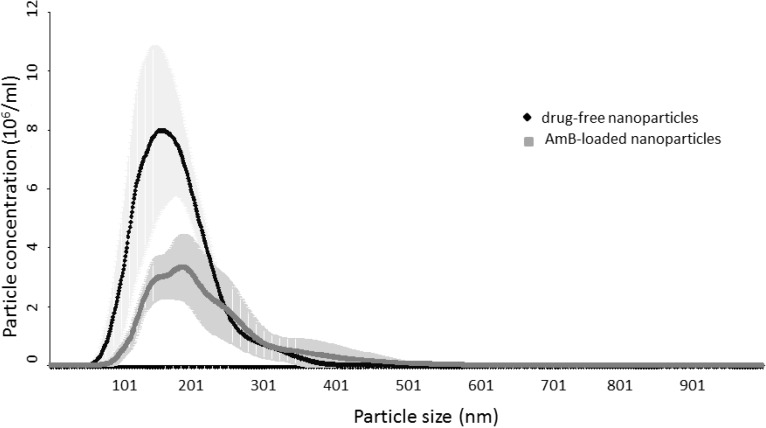 12
10
8
6
4
2
0
Particle concentration (10⁶/ml)
drug-free nanoparticles
AmB-loaded nanoparticles
101 201 301 401 501 601 701 801 901
Particle size (nm)